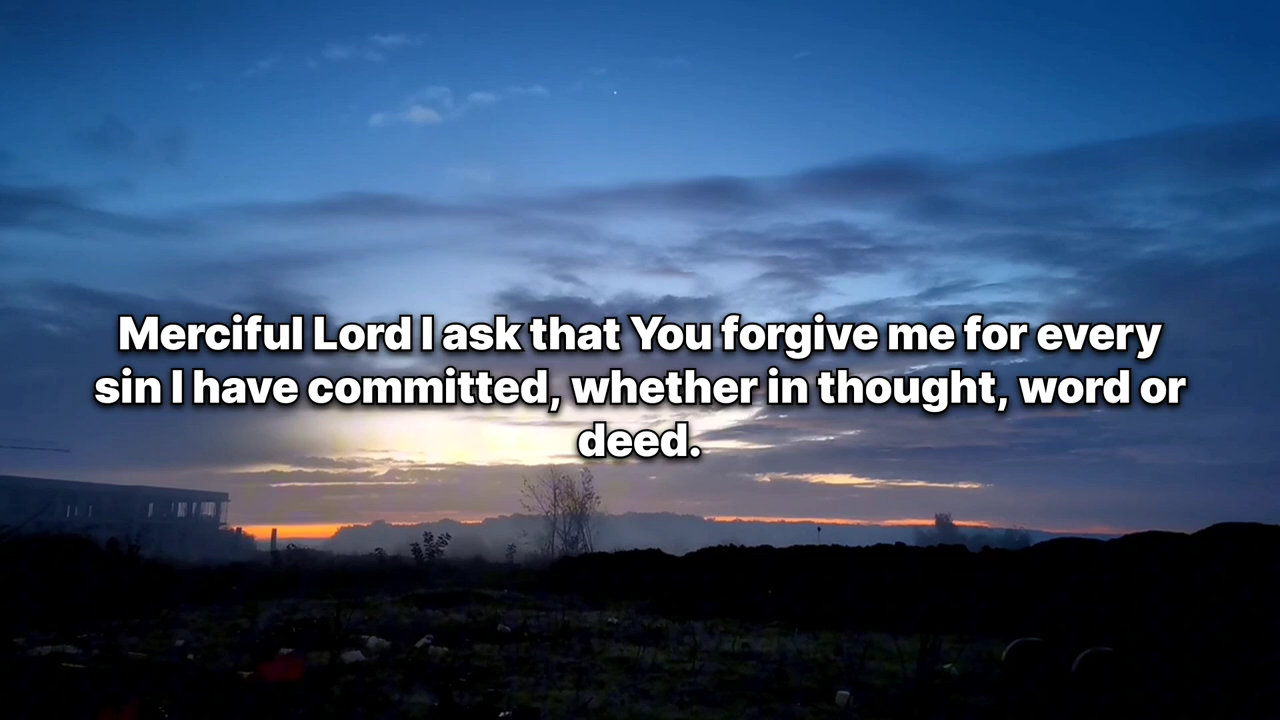 Merciful Lord I ask that You forgive me for every
sin I have committed, whether in thought, word or
deed.